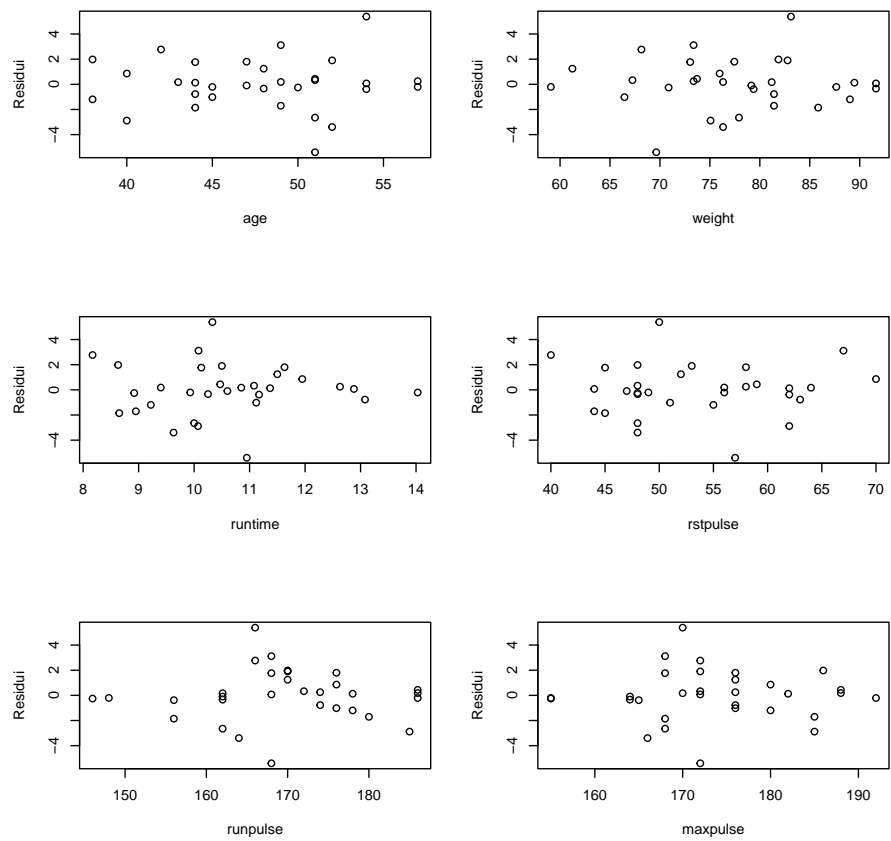 Residui
−4 0 2 4
40 45 50 55
age
Residui
−4 0 2 4
60 65 70 75 80 85 90
weight
Residui
−4 0 2 4
8 9 10 11 12 13 14
runtime
Residui
−4 0 2 4
40 45 50 55 60 65 70
rstpulse
Residui
−4 0 2 4
150 160 170 180
runpulse
Residui
−4 0 2 4
160 170 180 190
maxpulse